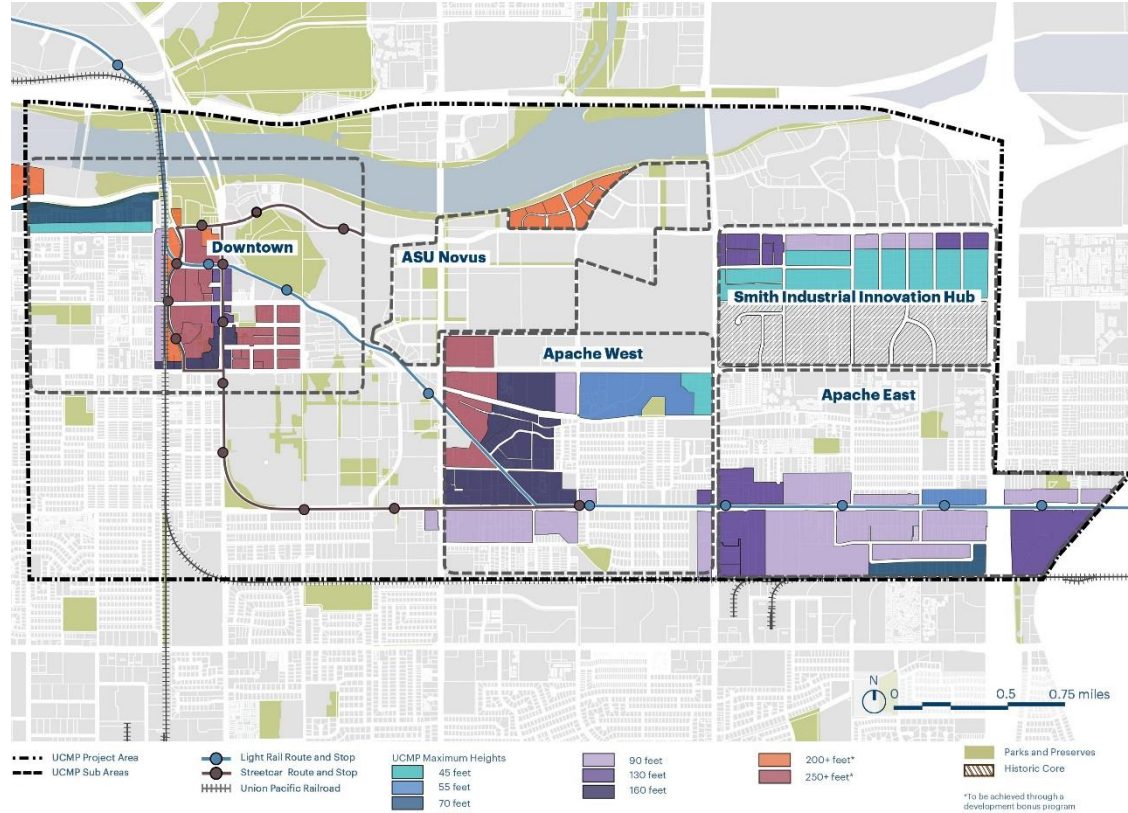 Downtown
ASU Novus
Smith Industrial Innovation Hub
Apache West
Apache East
N
0 0.5 0.75 miles
UCMP Project Area
UCMP Sub Areas
Light Rail Route and Stop
Streetcar Route and Stop
Union Pacific Railroad
UCMP Maximum Heights
45 feet
55 feet
70 feet
90 feet
130 feet
160 feet
200+ feet*
250+ feet*
Parks and Preserves
Historic Core
*To be achieved through a
development bonus program